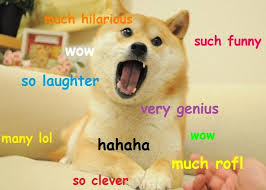 much hilarious
such funny
wow
so laughter
very genius
many lol
wow
hahaha
much rofl
so clever